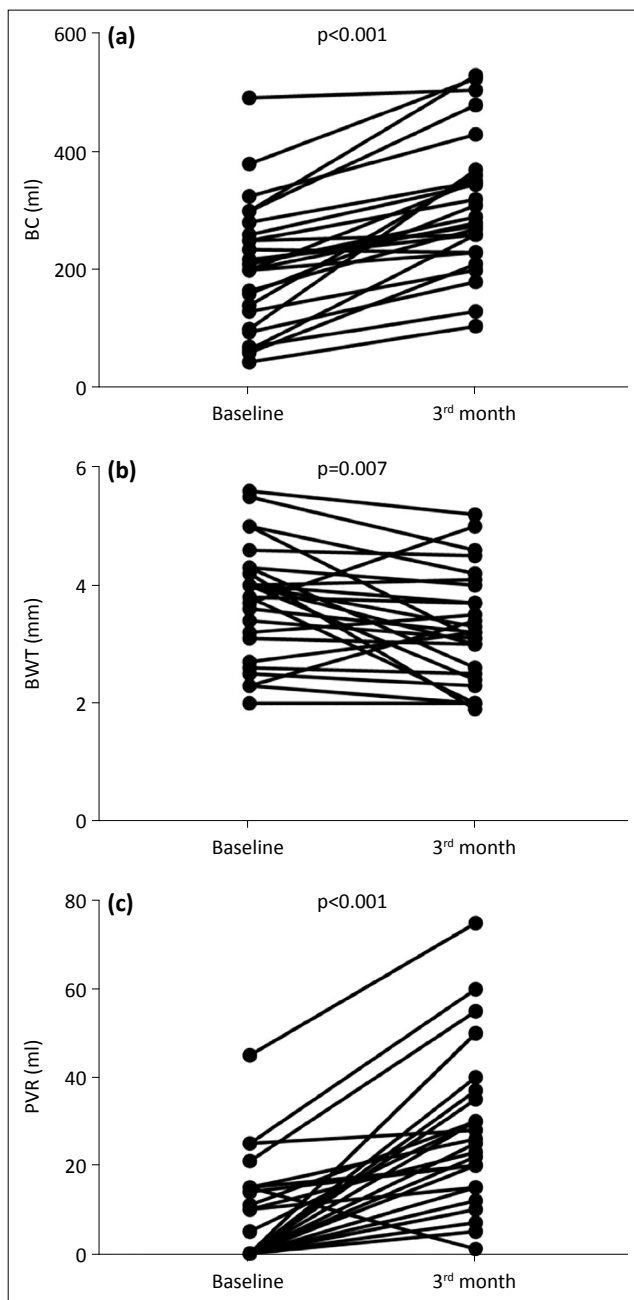 (a)
p<0.001
600
400
200
0
BC (ml)
Baseline
3rd month
(b)
p=0.007
6
4
2
0
BWT (mm)
Baseline
3rd month
(c)
p<0.001
80
60
40
20
0
PVR (ml)
Baseline
3rd month